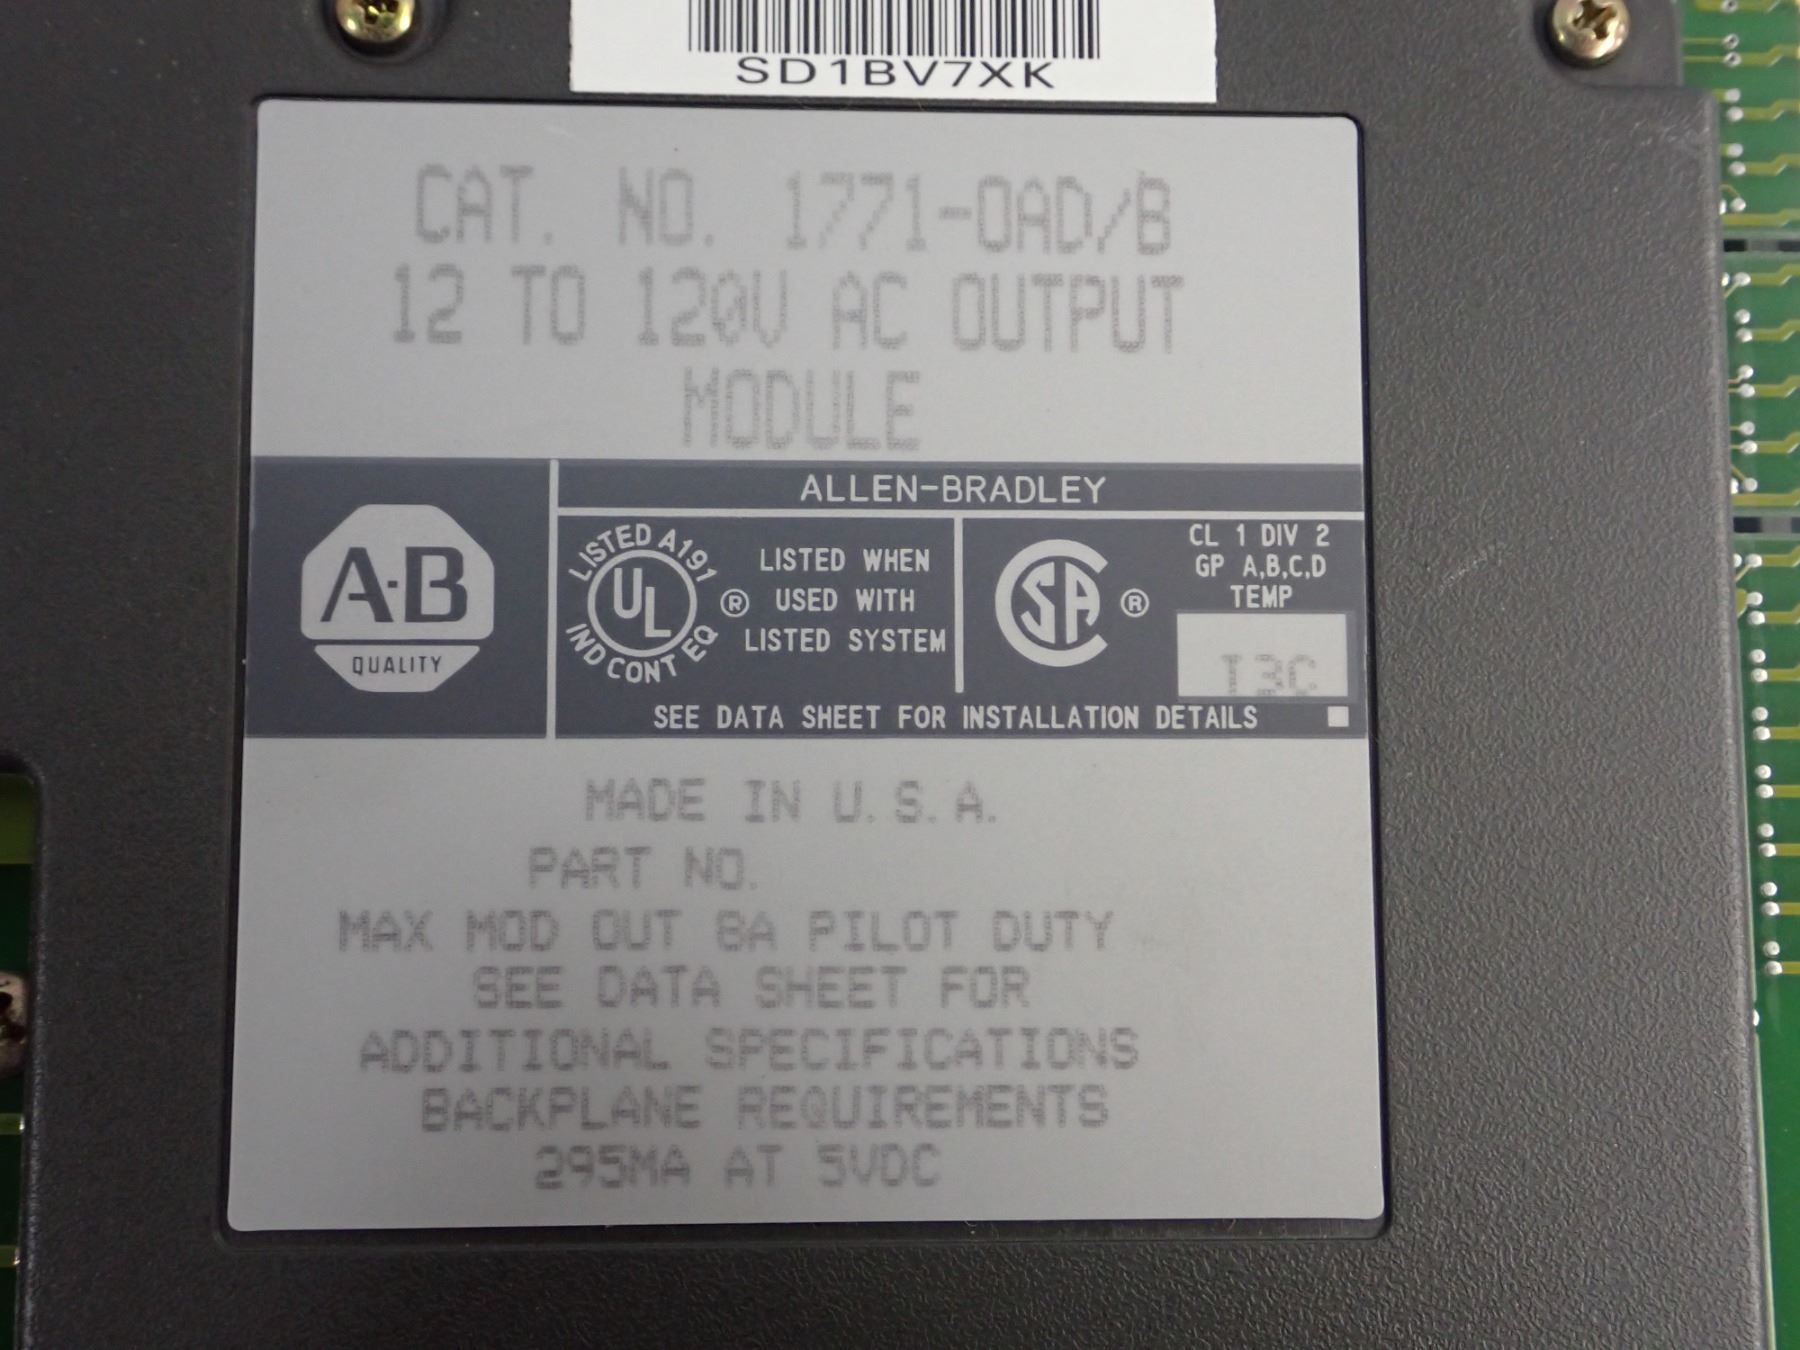 SD1BV7XK
CAT. NO. 1771-OAD/B
12 TO 120V AC OUTPUT
MODULE
ALLEN-BRADLEY
A-B
QUALITY
LISTED A191
UL
IND CONT EQ
®
LISTED WHEN
USED WITH
LISTED SYSTEM
CSA
®
CL 1 DIV 2
GP A,B,C,D
TEMP
T3C
SEE DATA SHEET FOR INSTALLATION DETAILS
MADE IN U.S.A.
PART NO.
MAX MOD OUT 8A PILOT DUTY
SEE DATA SHEET FOR
ADDITIONAL SPECIFICATIONS
BACKPLANE REQUIREMENTS
295MA AT 5VDC